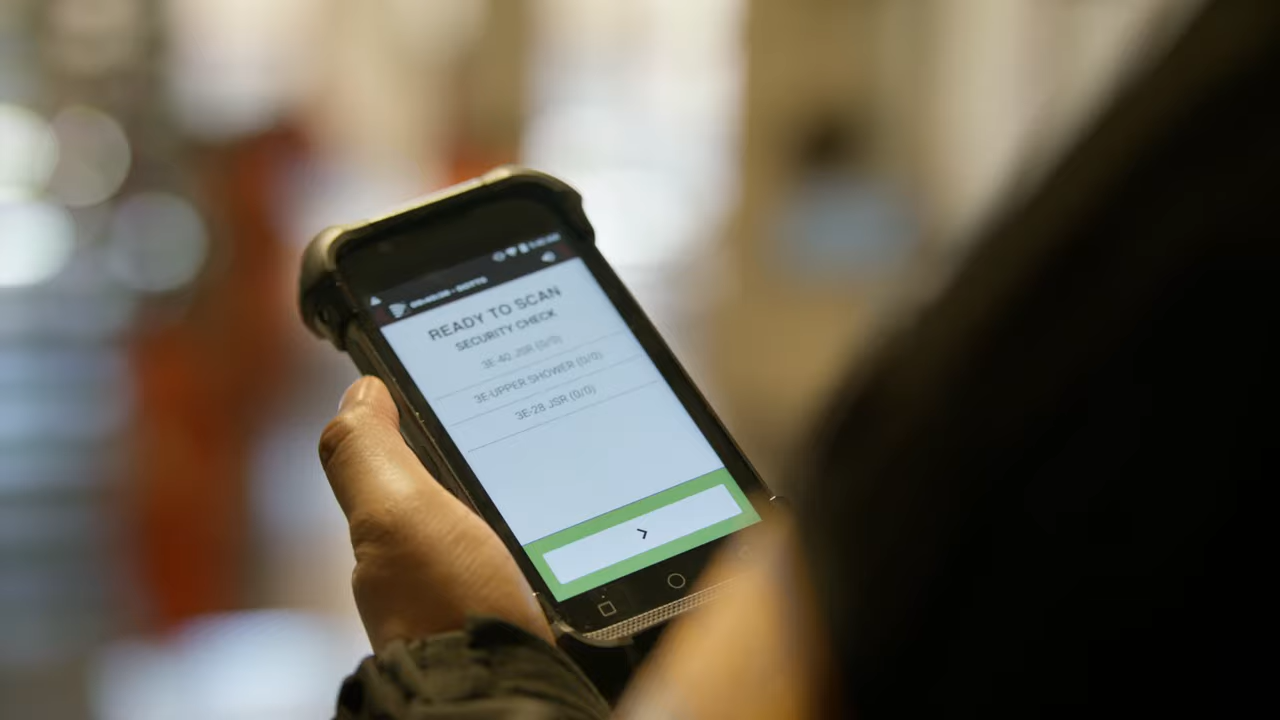 READY TO SCAN
SECURITY CHECK
3E-40 JSR (0/0)
3E-UPPER SHOWER (0/0)
3E-28 JSR (0/0)